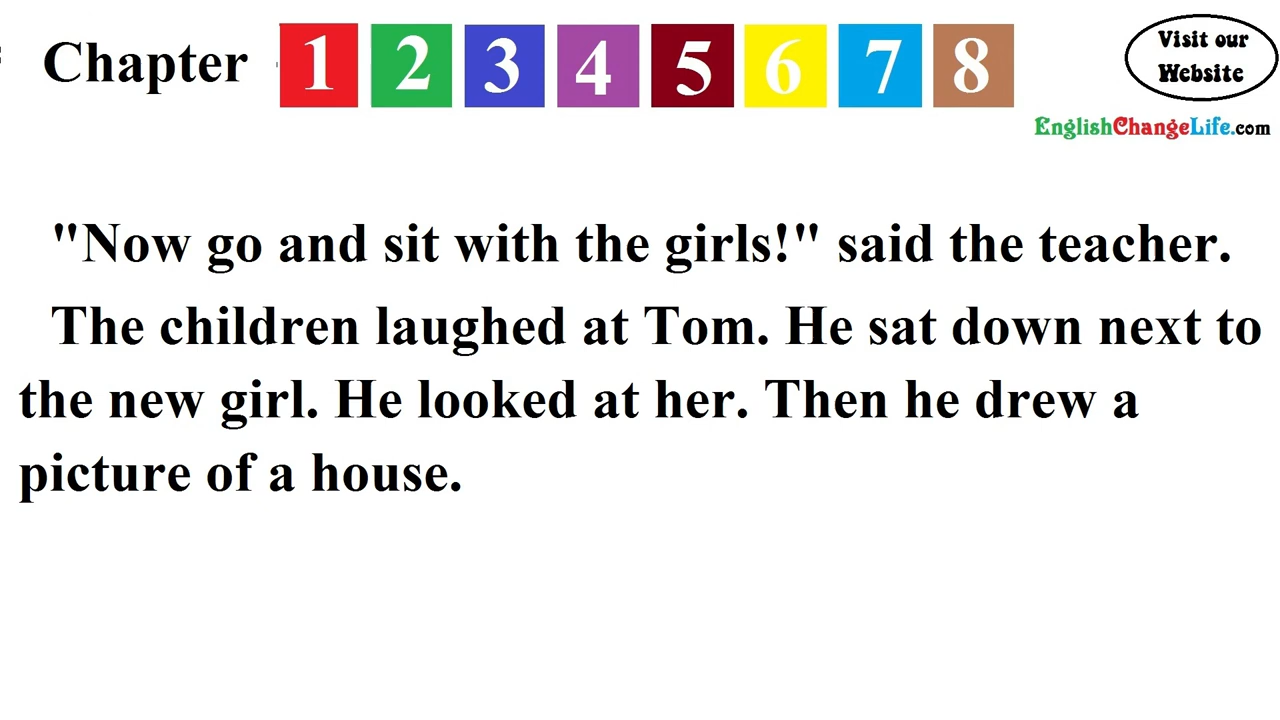 Chapter 1 2 3 4 5 6 7 8
Visit our
Website
EnglishChangeLife.com
"Now go and sit with the girls!" said the teacher.
The children laughed at Tom. He sat down next to
the new girl. He looked at her. Then he drew a
picture of a house.